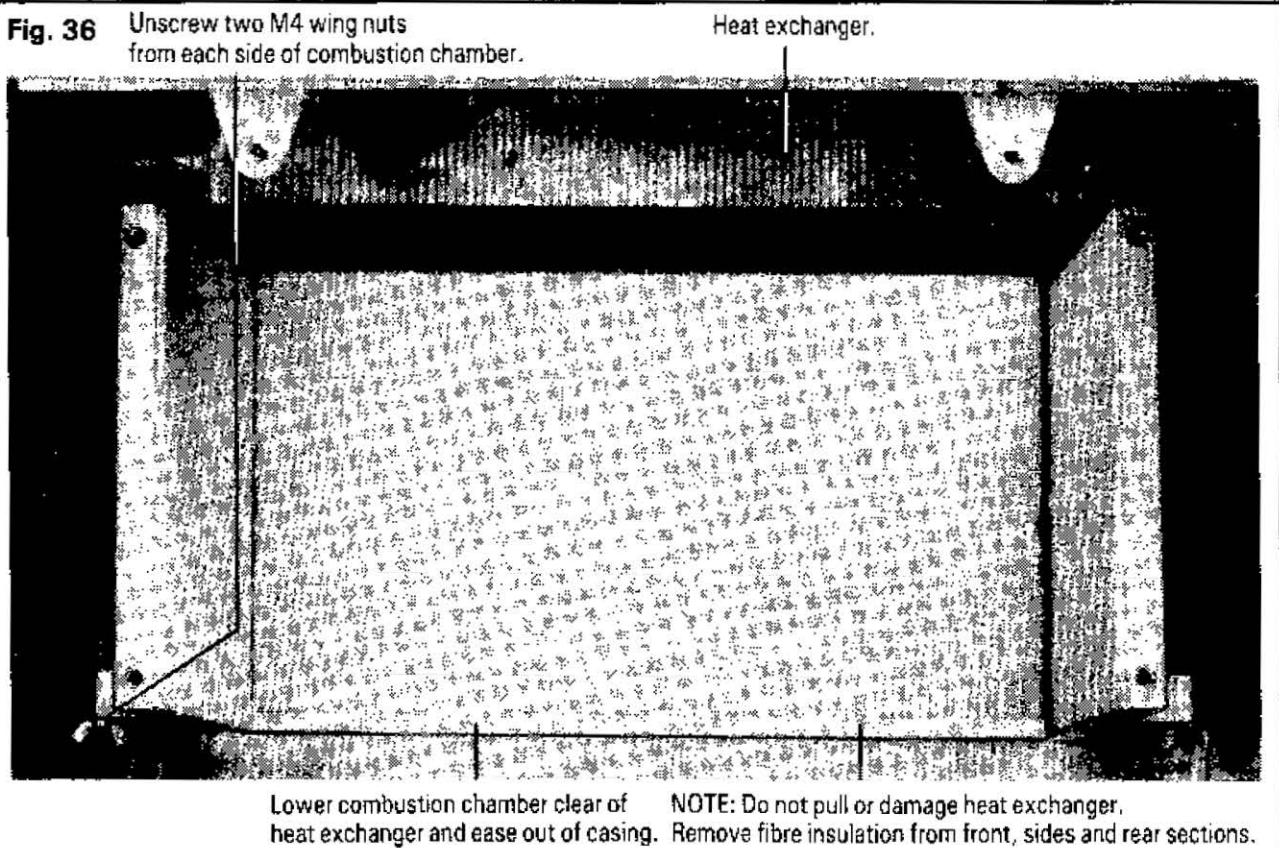 Fig. 36
Unscrew two M4 wing nuts
from each side of combustion chamber.
Heat exchanger.
Lower combustion chamber clear of
heat exchanger and ease out of casing.
NOTE: Do not pull or damage heat exchanger,
Remove fibre insulation from front, sides and rear sections.